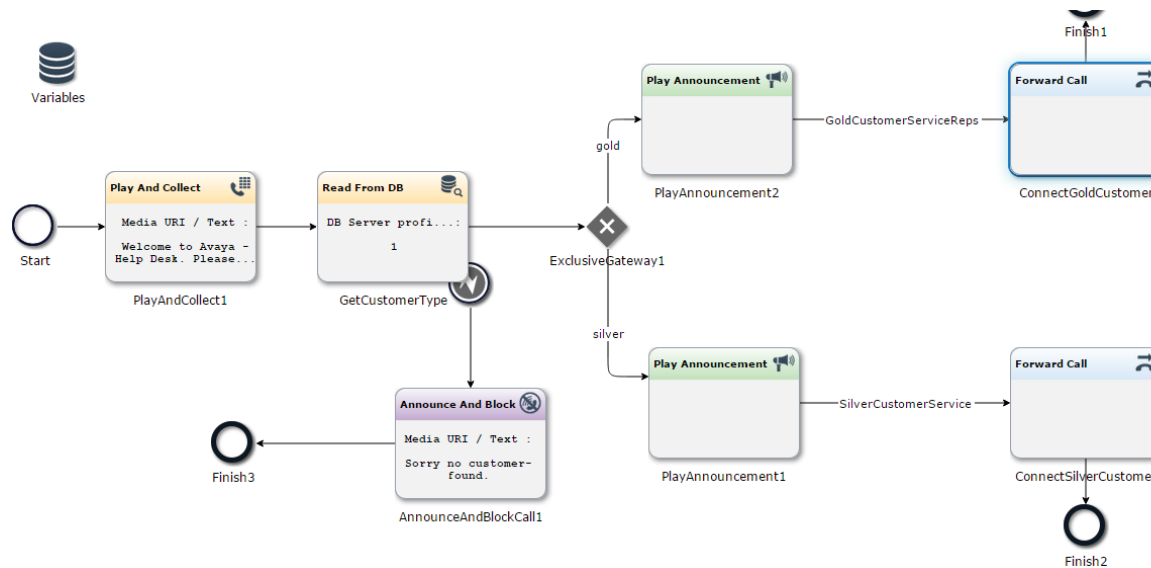 Finish1
Variables
Play Announcement
Forward Call
GoldCustomerServiceReps
gold
PlayAnnouncement2
ConnectGoldCustomer
Play And Collect
Read From DB
Media URI / Text :
Welcome to Avaya -
Help Desk. Please...
DB Server profi...:
1
Start
ExclusiveGateway1
PlayAndCollect1
GetCustomerType
silver
Play Announcement
Forward Call
SilverCustomerService
Announce And Block
Media URI / Text :
Sorry no customer-
found.
Finish3
PlayAnnouncement1
ConnectSilverCustome
AnnounceAndBlockCall1
Finish2